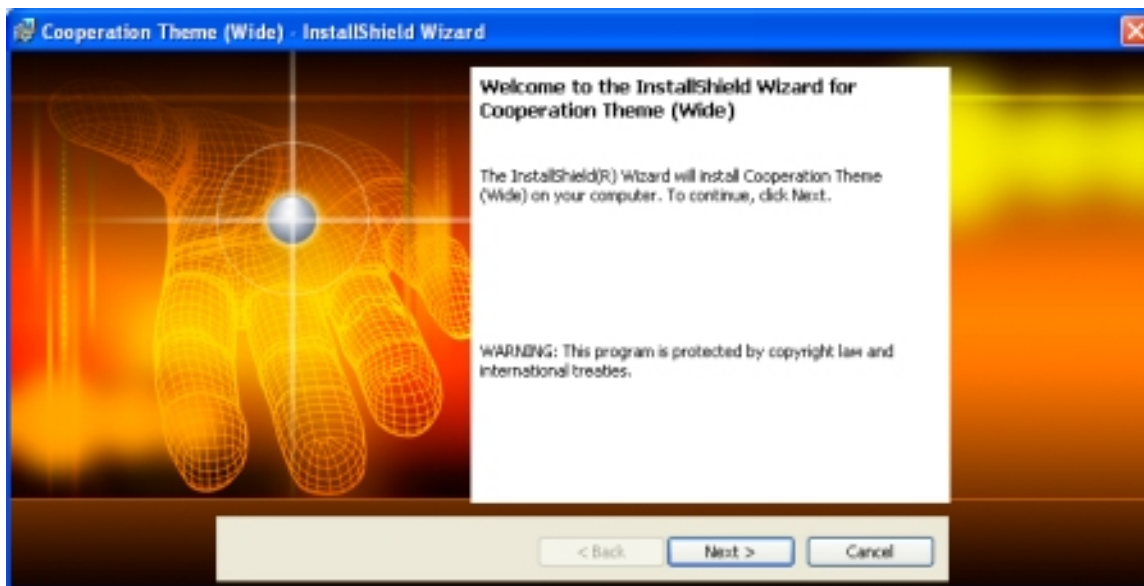 Cooperation Theme (Wide) - InstallShield Wizard
Welcome to the InstallShield Wizard for
Cooperation Theme (Wide)
The InstallShield(R) Wizard will install Cooperation Theme
(Wide) on your computer. To continue, click Next.
WARNING: This program is protected by copyright law and
international treaties.
< Back
Next >
Cancel